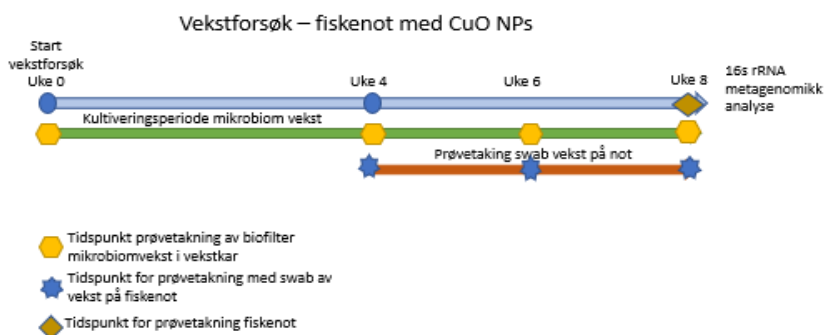 Vekstforsøk – fiskenot med CuO NPs
Start
vekstforsøk
Uke 0
Uke 4
Uke 6
Uke 8
16s rRNA
metagenomikk
analyse
Kultiveringsperiode mikrobiom vekst
Prøvetaking swab vekst på not
Tidspunkt prøvetakning av biofilter
mikrobiomvekst i vekstkar
Tidspunkt for prøvetakning med swab av
vekst på fiskenot
Tidspunkt for prøvetakning fiskenot